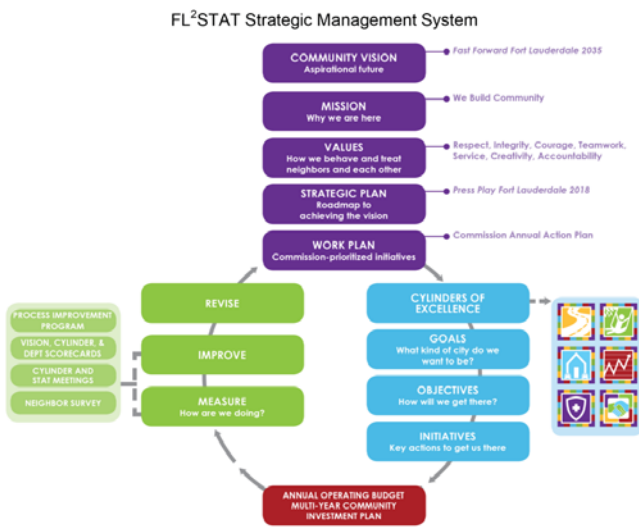 FL²STAT Strategic Management System
COMMUNITY VISION
Aspirational future
Fast Forward Fort Lauderdale 2035
MISSION
Why we are here
We Build Community
VALUES
How we behave and treat
neighbors and each other
Respect, Integrity, Courage, Teamwork,
Service, Creativity, Accountability
STRATEGIC PLAN
Roadmap to
achieving the vision
Press Play Fort Lauderdale 2018
WORK PLAN
Commission-prioritized initiatives
Commission Annual Action Plan
CYLINDERS OF
EXCELLENCE
GOALS
What kind of city do we
want to be?
OBJECTIVES
How will we get there?
INITIATIVES
Key actions to get us there
ANNUAL OPERATING BUDGET
MULTI-YEAR COMMUNITY
INVESTMENT PLAN
MEASURE
How are we doing?
IMPROVE
REVISE
PROCESS IMPROVEMENT
PROGRAM
VISION, CYLINDER, &
DEPT SCORECARDS
CYLINDER AND
STAT MEETINGS
NEIGHBOR SURVEY